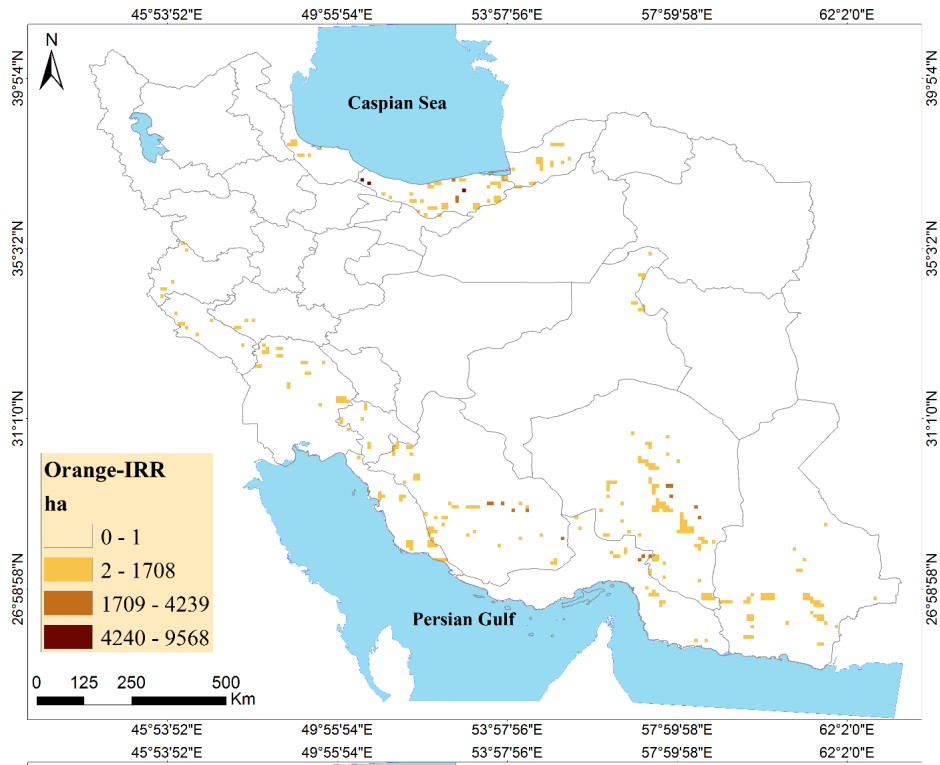 45°53'52"E 49°55'54"E 53°57'56"E 57°59'58"E 62°2'0"E
N
39°5'4"N
39°5'4"N
Caspian Sea
35°3'2"N
35°3'2"N
31°1'0"N
31°1'0"N
Orange-IRR
ha
0 - 1
2 - 1708
1709 - 4239
4240 - 9568
26°58'58"N
26°58'58"N
Persian Gulf
0 125 250 500
Km
45°53'52"E 49°55'54"E 53°57'56"E 57°59'58"E 62°2'0"E
45°53'52"E 49°55'54"E 53°57'56"E 57°59'58"E 62°2'0"E